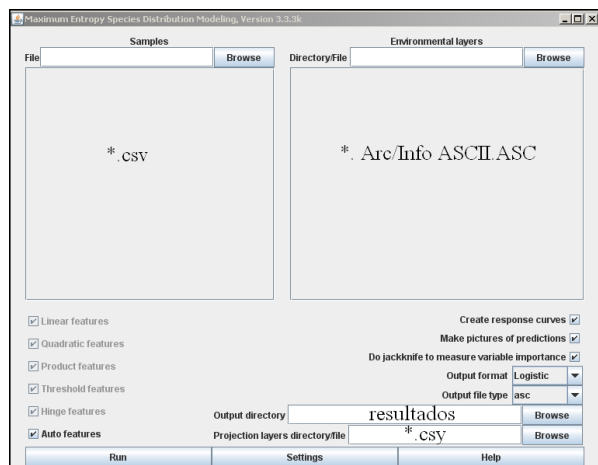 Maximum Entropy Species Distribution Modeling, Version 3.3.3k
Samples
Environmental layers
File
Browse
Directory/File
Browse
*.csv
*. Arc/Info ASCII.ASC
Linear features
Quadratic features
Product features
Threshold features
Hinge features
Auto features
Create response curves
Make pictures of predictions
Do jackknife to measure variable importance
Output format Logistic
Output file type asc
Output directory resultados Browse
Projection layers directory/file *.csv Browse
Run Settings Help